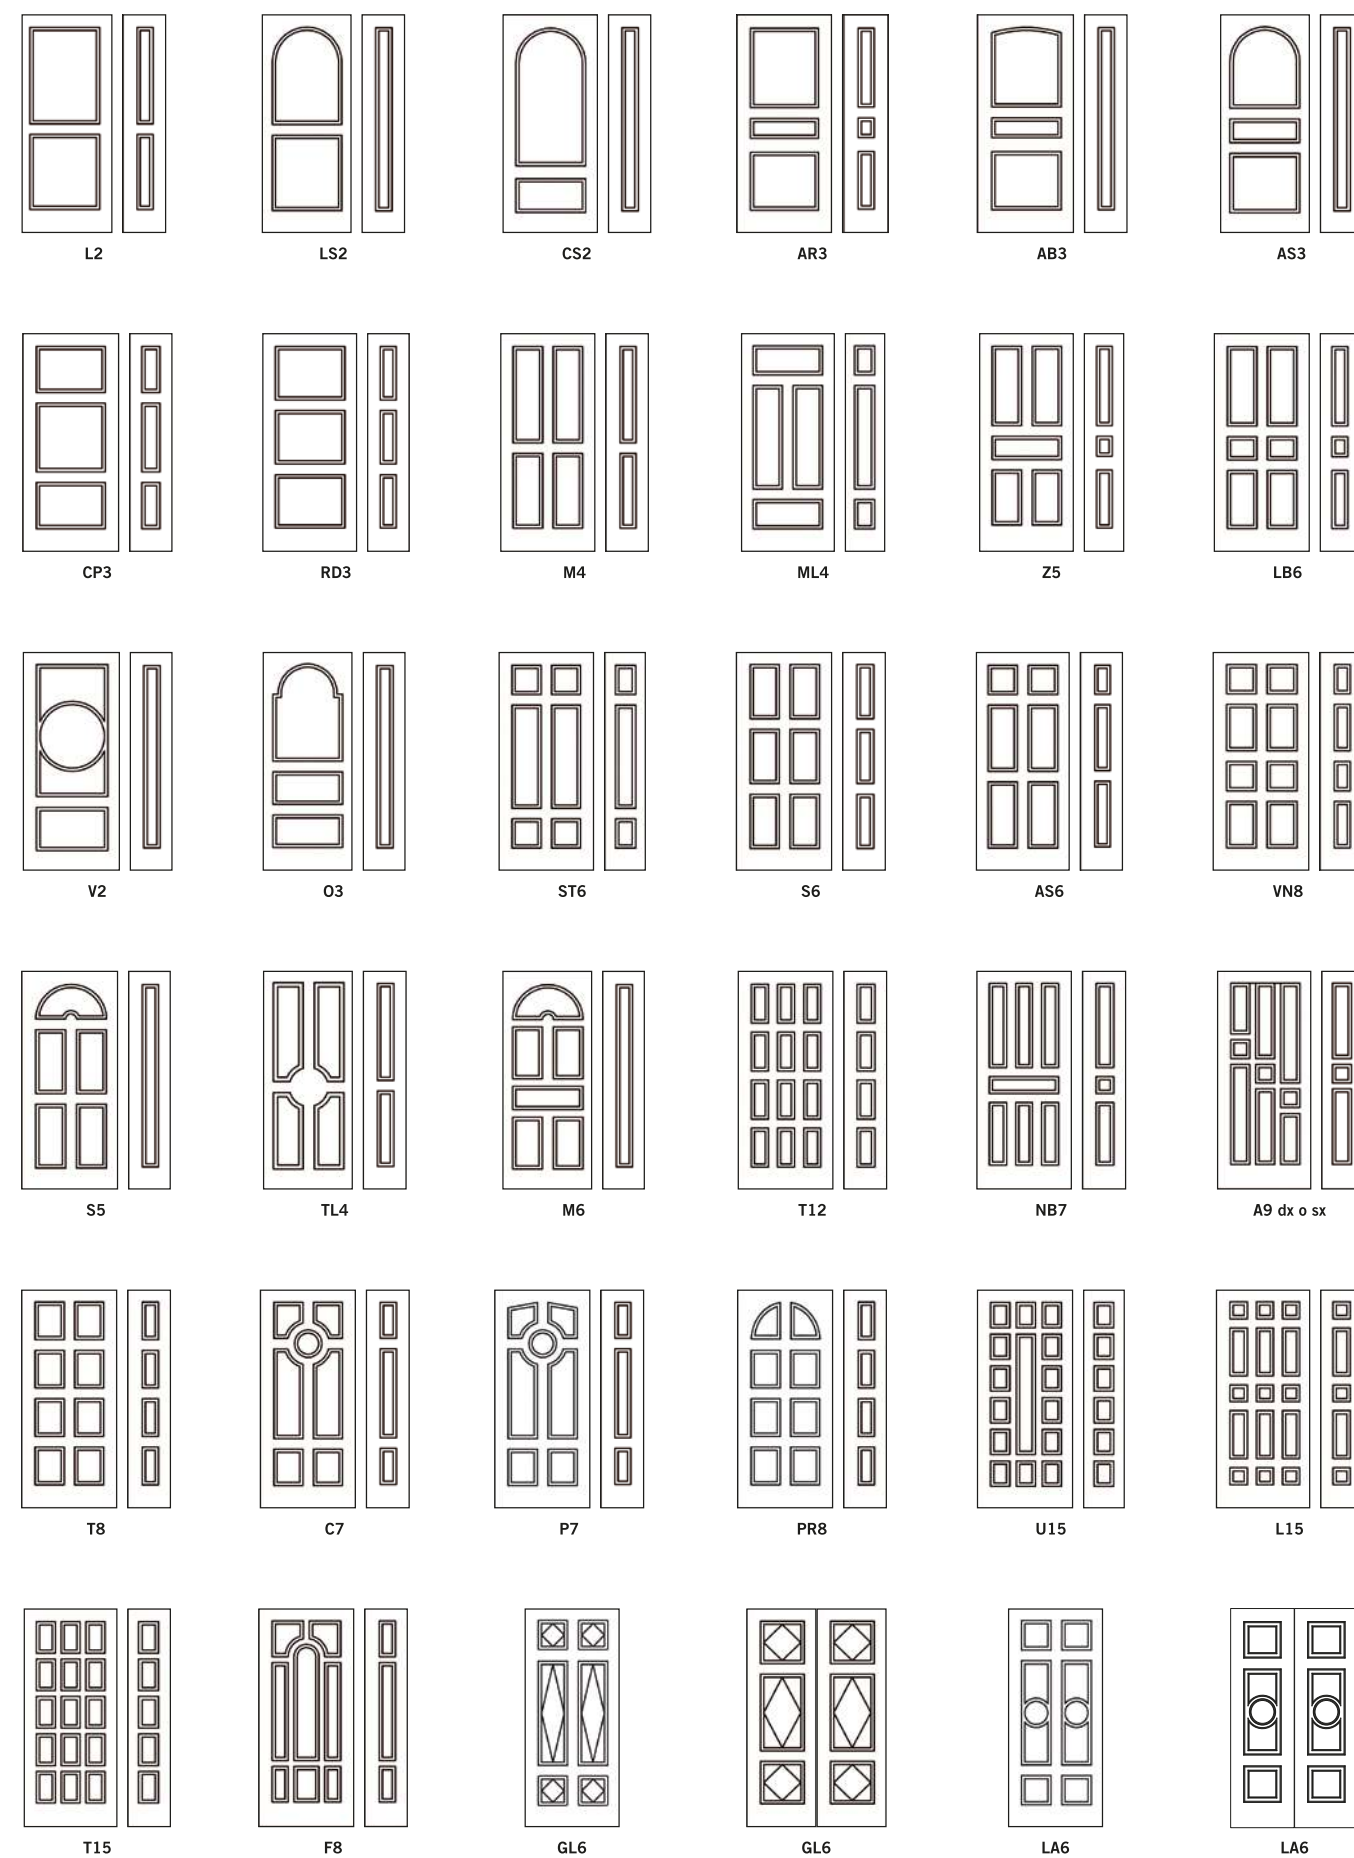 L2 LS2 CS2 AR3 AB3 AS3
CP3 RD3 M4 ML4 Z5 LB6
V2 O3 ST6 S6 AS6 VN8
S5 TL4 M6 T12 NB7 A9 dx o sx
T8 C7 P7 PR8 U15 L15
T15 F8 GL6 GL6 LA6 LA6